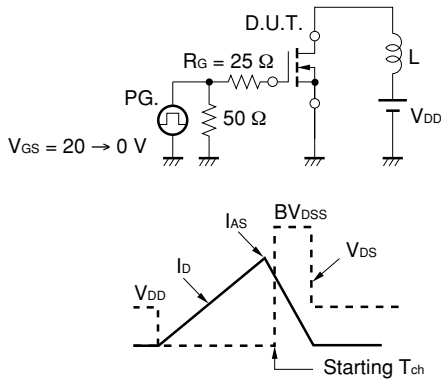 D.U.T.
RG = 25 Ω
L
PG.
50 Ω
VDD
VGS = 20 → 0 V
BVDSS
IAS
VDS
ID
VDD
Starting Tch